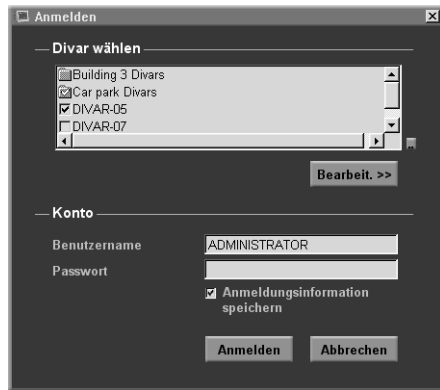 Anmelden
Divar wählen
Building 3 Divars
Car park Divars
DIVAR-05
DIVAR-07
Bearbeit. >>
Konto
Benutzername
ADMINISTRATOR
Passwort
Anmeldungsinformation
speichern
Anmelden
Abbrechen